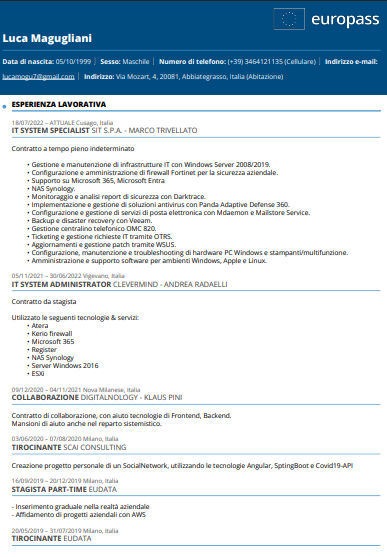 europass
Luca Magugliani
Data di nascita: 05/10/1999 | Sesso: Maschile | Numero di telefono: (+39) 3464121135 (Cellulare) | Indirizzo e-mail:
lucamogu7@gmail.com | Indirizzo: Via Mozart, 4, 20081, Abbiategrasso, Italia (Abitazione)
ESPERIENZA LAVORATIVA
18/07/2022 – ATTUALE Cusago, Italia
IT SYSTEM SPECIALIST SIT S.P.A. - MARCO TRIVELLATO
Contratto a tempo pieno indeterminato
• Gestione e manutenzione di infrastrutture IT con Windows Server 2008/2019.
• Configurazione e amministrazione di firewall Fortinet per la sicurezza aziendale.
• Supporto su Microsoft 365, Microsoft Entra
• NAS Synology.
• Monitoraggio e analisi report di sicurezza con Darktrace.
• Implementazione e gestione di soluzioni antivirus con Panda Adaptive Defense 360.
• Configurazione e gestione di servizi di posta elettronica con Mdaemon e Mailstore Service.
• Backup e disaster recovery con Veeam.
• Gestione centralino telefonico OMC 820.
• Ticketing e gestione richieste IT tramite OTRS.
• Aggiornamenti e gestione patch tramite WSUS.
• Configurazione, manutenzione e troubleshooting di hardware PC Windows e stampanti/multifunzione.
• Amministrazione e supporto software per ambienti Windows, Apple e Linux.
05/11/2021 – 30/06/2022 Vigevano, Italia
IT SYSTEM ADMINISTRATOR CLEVERMIND - ANDREA RADAELLI
Contratto da stagista
Utilizzato le seguenti tecnologie & servizi:
• Atera
• Kerio firewall
• Microsoft 365
• Register
• NAS Synology
• Server Windows 2016
• ESXi
09/12/2020 – 04/11/2021 Nova Milanese, Italia
COLLABORAZIONE DIGITALNOLOGY - KLAUS PINI
Contratto di collaborazione, con aiuto tecnologie di Frontend, Backend.
Mansioni di aiuto anche nel reparto sistemistico.
03/06/2020 – 07/08/2020 Milano, Italia
TIROCINANTE SCAI CONSULTING
Creazione progetto personale di un SocialNetwork, utilizzando le tecnologie Angular, SptingBoot e Covid19-API
16/09/2019 – 20/12/2019 Milano, Italia
STAGISTA PART-TIME EUDATA
- Inserimento graduale nella realtà aziendale
- Affidamento di progetti aziendali con AWS
20/05/2019 – 31/07/2019 Milano, Italia
TIROCINANTE EUDATA